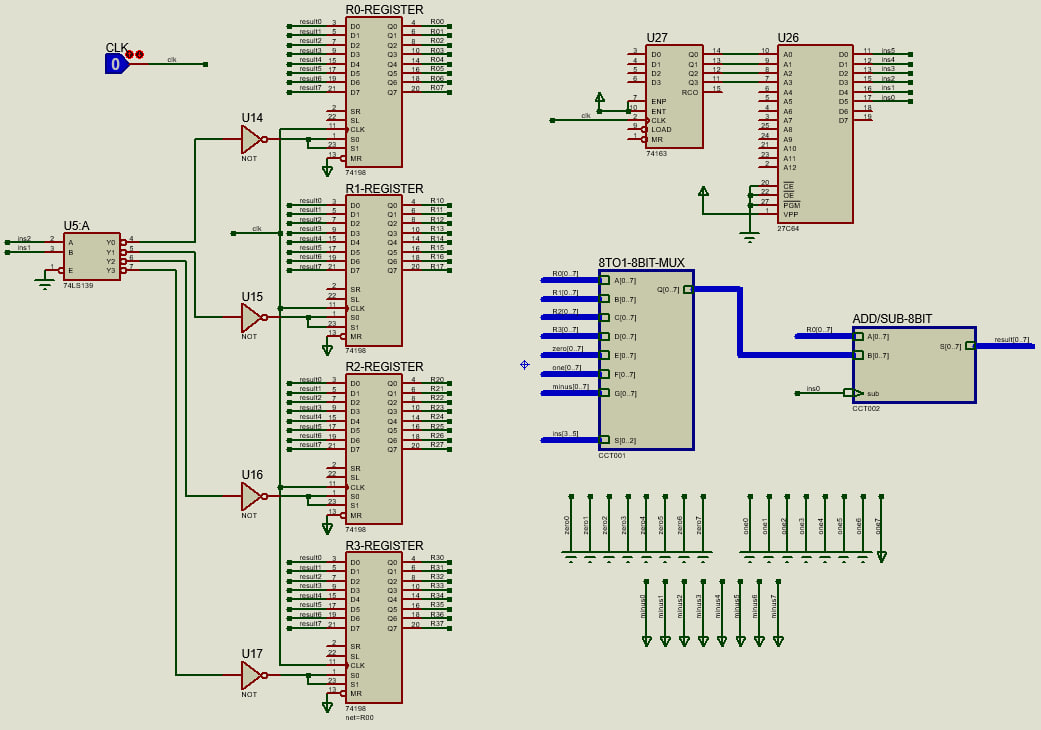 CLK
0
clk
R0-REGISTER
result0 3 D0 Q0 4 R00
result1 5 D1 Q1 6 R01
result2 7 D2 Q2 8 R02
result3 9 D3 Q3 10 R03
result4 15 D4 Q4 14 R04
result5 17 D5 Q5 16 R05
result6 19 D6 Q6 18 R06
result7 21 D7 Q7 20 R07
2 SR
22 SL
11 CLK
1 S0
23 S1
13 MR
74198
U14
NOT
R1-REGISTER
result0 3 D0 Q0 4 R10
result1 5 D1 Q1 6 R11
result2 7 D2 Q2 8 R12
result3 9 D3 Q3 10 R13
result4 15 D4 Q4 14 R14
result5 17 D5 Q5 16 R15
result6 19 D6 Q6 18 R16
result7 21 D7 Q7 20 R17
2 SR
22 SL
11 CLK
1 S0
23 S1
13 MR
74198
clk
U5:A
ins2 2 A Y0 4
ins1 3 B Y1 5
Y2 6
1 E Y3 7
74LS139
U15
NOT
R2-REGISTER
result0 3 D0 Q0 4 R20
result1 5 D1 Q1 6 R21
result2 7 D2 Q2 8 R22
result3 9 D3 Q3 10 R23
result4 15 D4 Q4 14 R24
result5 17 D5 Q5 16 R25
result6 19 D6 Q6 18 R26
result7 21 D7 Q7 20 R27
2 SR
22 SL
11 CLK
1 S0
23 S1
13 MR
74198
U16
NOT
R3-REGISTER
result0 3 D0 Q0 4 R30
result1 5 D1 Q1 6 R31
result2 7 D2 Q2 8 R32
result3 9 D3 Q3 10 R33
result4 15 D4 Q4 14 R34
result5 17 D5 Q5 16 R35
result6 19 D6 Q6 18 R36
result7 21 D7 Q7 20 R37
2 SR
22 SL
11 CLK
1 S0
23 S1
13 MR
74198
net=R00
U17
NOT
U27
3 D0 Q0 14
4 D1 Q1 13
5 D2 Q2 12
6 D3 Q3 11
RCO 15
7 ENP
10 ENT
clk 2 CLK
9 LOAD
1 MR
74163
U26
10 A0 D0 11 ins5
9 A1 D1 12 ins4
8 A2 D2 13 ins3
7 A3 D3 15 ins2
6 A4 D4 16 ins1
5 A5 D5 17 ins0
4 A6 D6 18
3 A7 D7 19
25 A8
24 A9
21 A10
23 A11
2 A12
20 CE
22 OE
27 PGM
1 VPP
27C64
8TO1-8BIT-MUX
R0[0..7] A[0..7] Q[0..7]
R1[0..7] B[0..7]
R2[0..7] C[0..7]
R3[0..7] D[0..7]
zero[0..7] E[0..7]
one[0..7] F[0..7]
minus[0..7] G[0..7]
ins[3..5] S[0..2]
CCT001
ADD/SUB-8BIT
R0[0..7] A[0..7] S[0..7] result[0..7]
B[0..7]
ins0 sub
CCT002
zero0 zero1 zero2 zero3 zero4 zero5 zero6 zero7
one0 one1 one2 one3 one4 one5 one6 one7
minus0 minus1 minus2 minus3 minus4 minus5 minus6 minus7